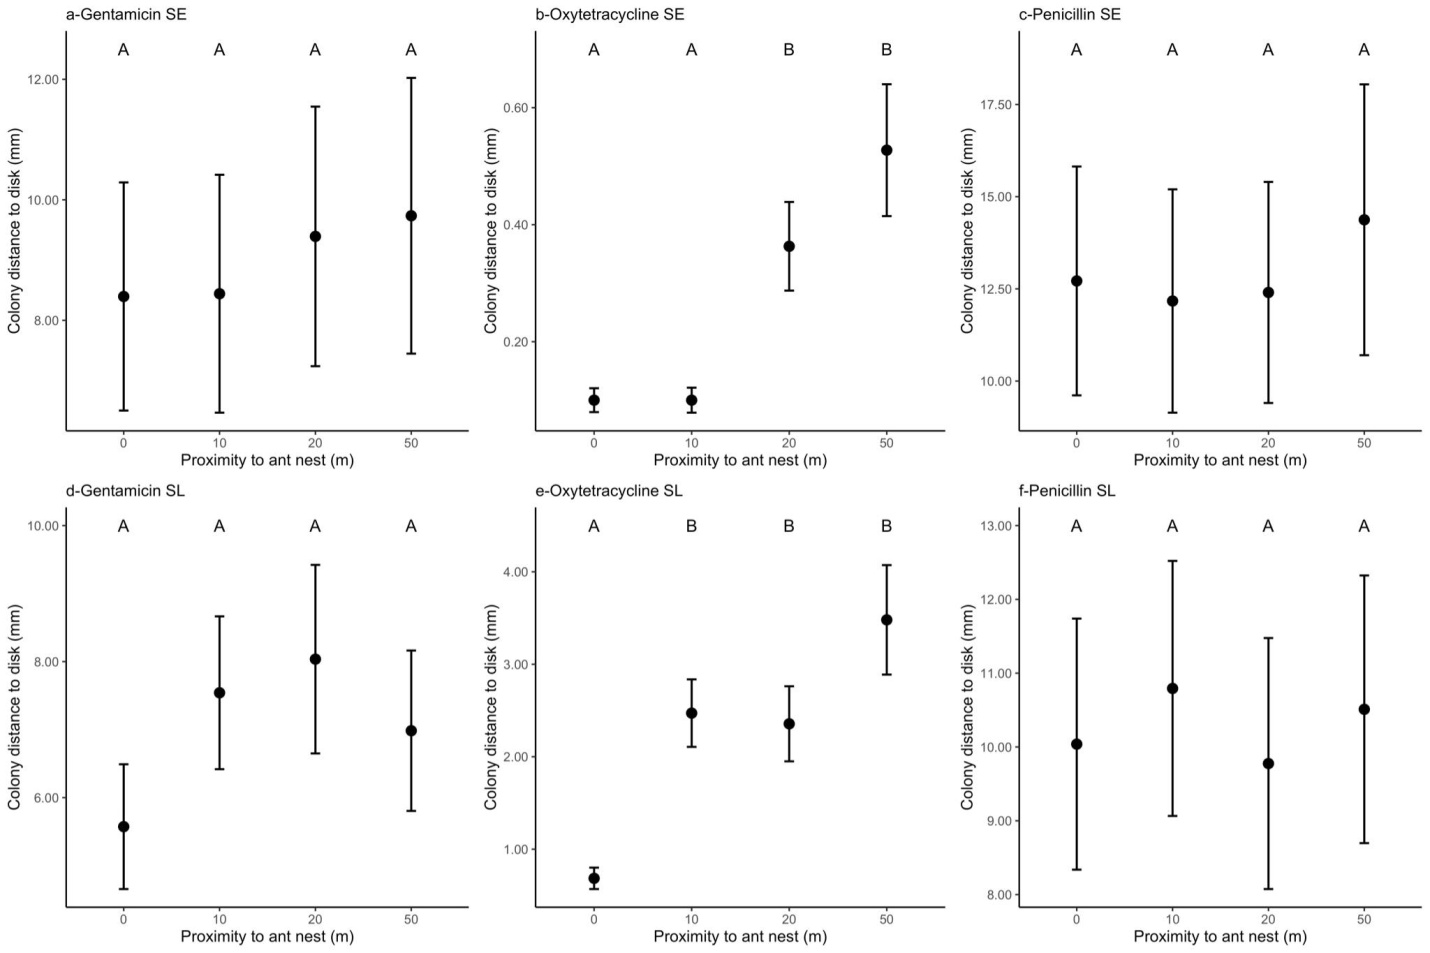 a-Gentamicin SE
A A A A
12.00
10.00
8.00
Colony distance to disk (mm)
0 10 20 50
Proximity to ant nest (m)
b-Oxytetracycline SE
A A B B
0.60
0.40
0.20
Colony distance to disk (mm)
0 10 20 50
Proximity to ant nest (m)
c-Penicillin SE
A A A A
17.50
15.00
12.50
10.00
Colony distance to disk (mm)
0 10 20 50
Proximity to ant nest (m)
d-Gentamicin SL
A A A A
10.00
8.00
6.00
Colony distance to disk (mm)
0 10 20 50
Proximity to ant nest (m)
e-Oxytetracycline SL
A B B B
4.00
3.00
2.00
1.00
Colony distance to disk (mm)
0 10 20 50
Proximity to ant nest (m)
f-Penicillin SL
A A A A
13.00
12.00
11.00
10.00
9.00
8.00
Colony distance to disk (mm)
0 10 20 50
Proximity to ant nest (m)